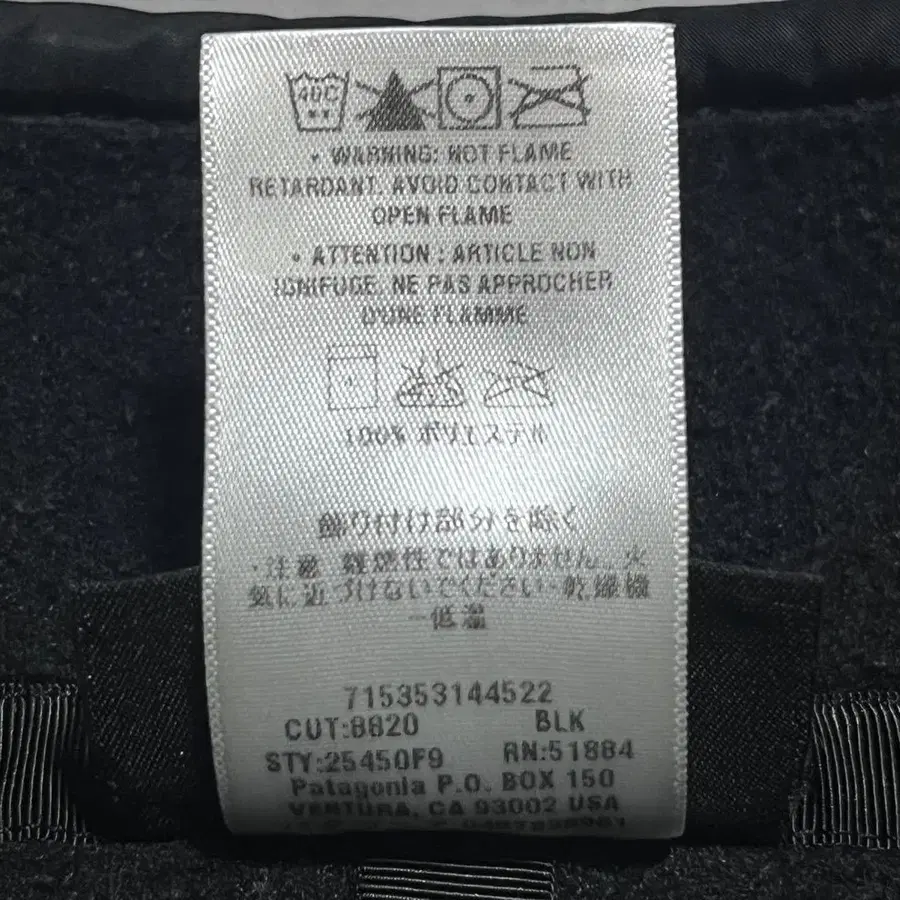 40C
• WARNING: NOT FLAME
RETARDANT. AVOID CONTACT WITH
OPEN FLAME
• ATTENTION : ARTICLE NON
IGNIFUGE. NE PAS APPROCHER
D'UNE FLAMME
100% ポリエステル
飾り付け部分を除く
・注意 難燃性ではありません。火
気に近づけないでください・乾燥機
ー低温
715353144522
CUT:8820 BLK
STY:25450F9 RN:51884
Patagonia P.O. BOX 150
VENTURA, CA 93002 USA